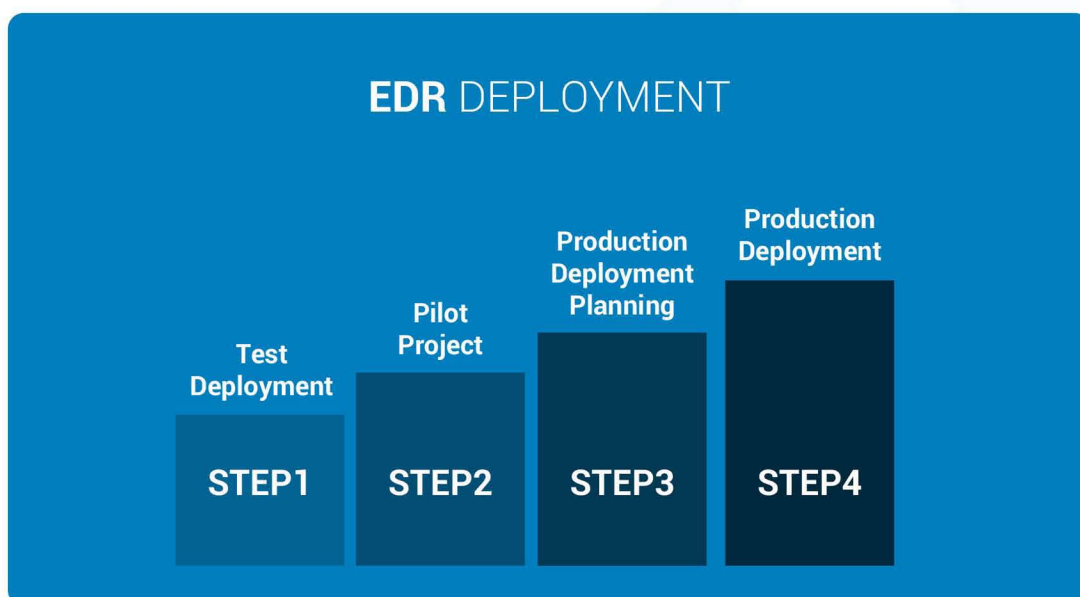 EDR DEPLOYMENT
Test
Deployment
STEP1
Pilot
Project
STEP2
Production
Deployment
Planning
STEP3
Production
Deployment
STEP4